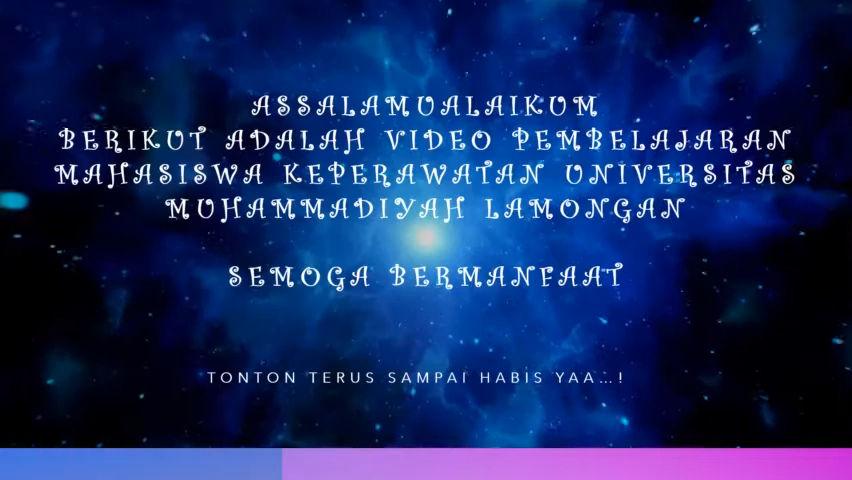 ASSALAMUALAIKUM
BERIKUT ADALAH VIDEO PEMBELAJARAN
MAHASISWA KEPERAWATAN UNIVERSITAS
MUHAMMADIYAH LAMONGAN
SEMOGA BERMANFAAT
TONTON TERUS SAMPAI HABIS YAA...!